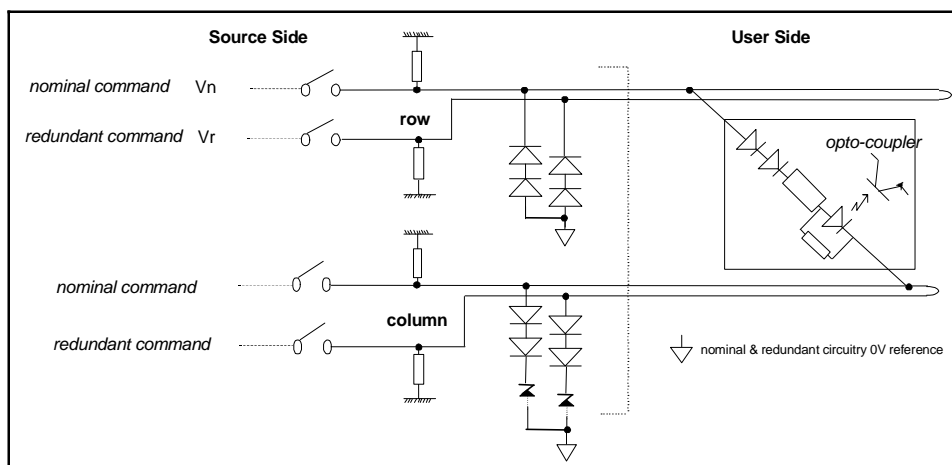 Source Side
User Side
nominal command Vn
redundant command Vr
row
opto-coupler
nominal command
column
redundant command
nominal & redundant circuitry 0V reference